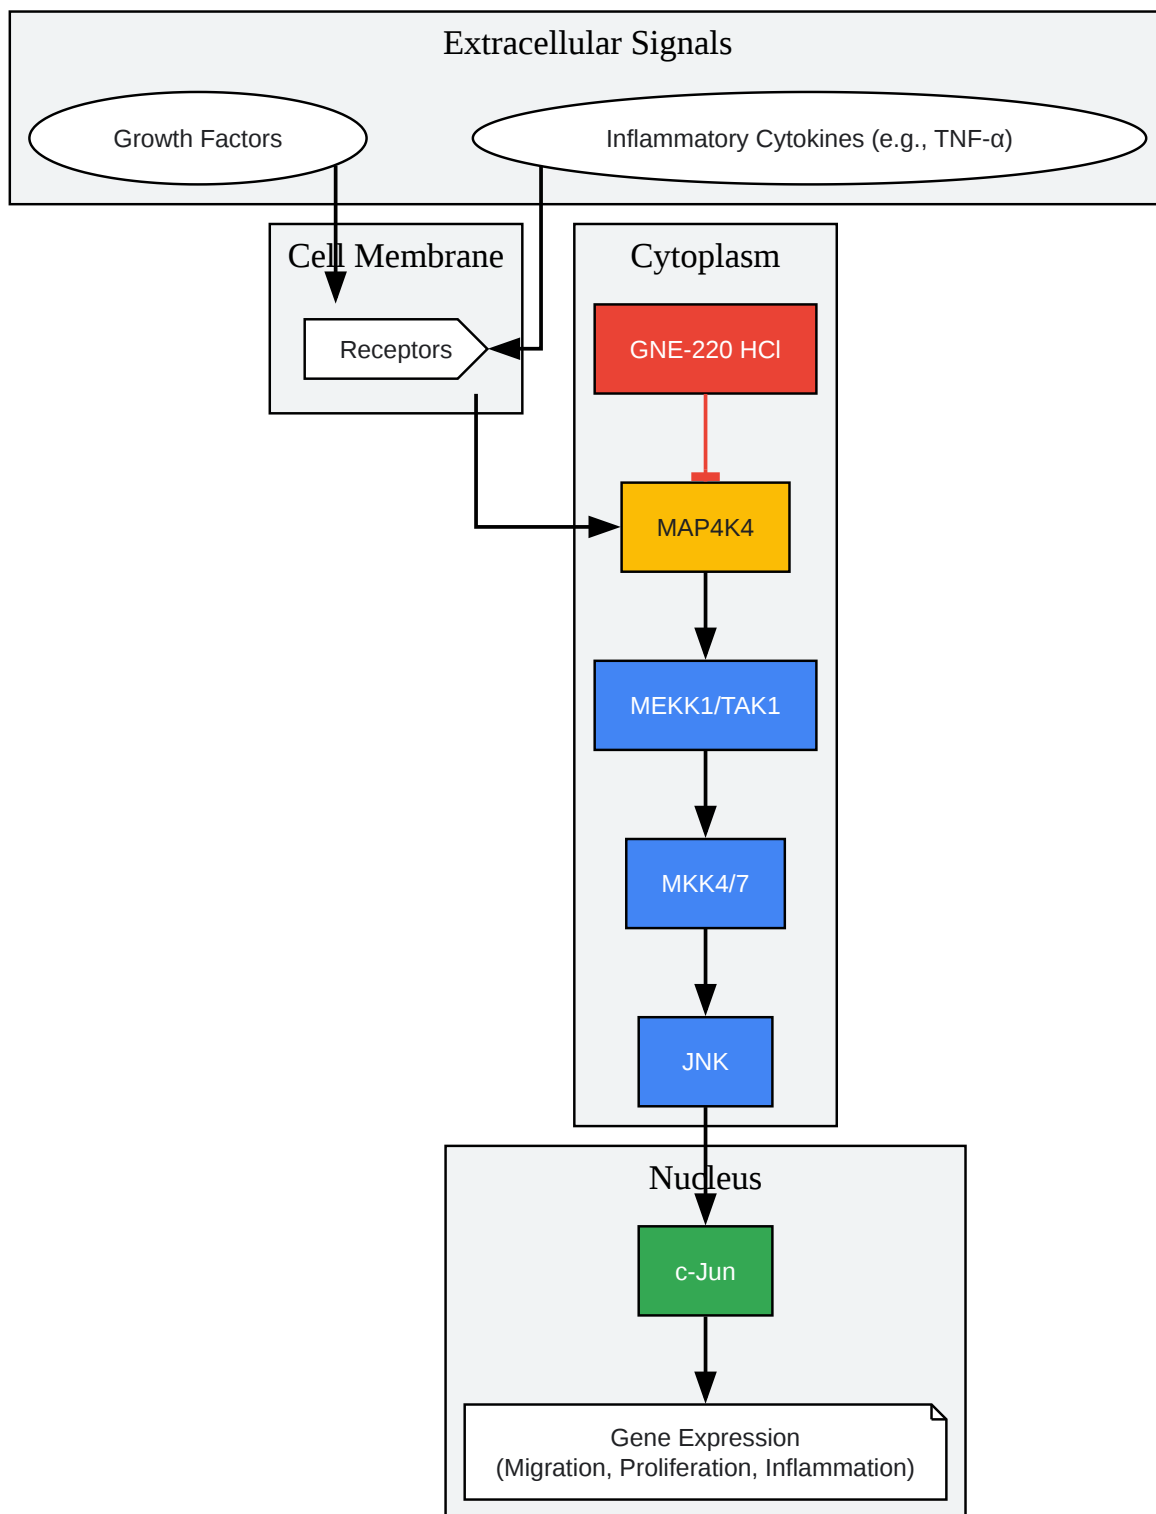 Extracellular Signals
Growth Factors
Inflammatory Cytokines (e.g., TNF-α)
Cell Membrane
Cytoplasm
Receptors
GNE-220 HCl
MAP4K4
MEKK1/TAK1
MKK4/7
JNK
Nucleus
c-Jun
Gene Expression
(Migration, Proliferation, Inflammation)